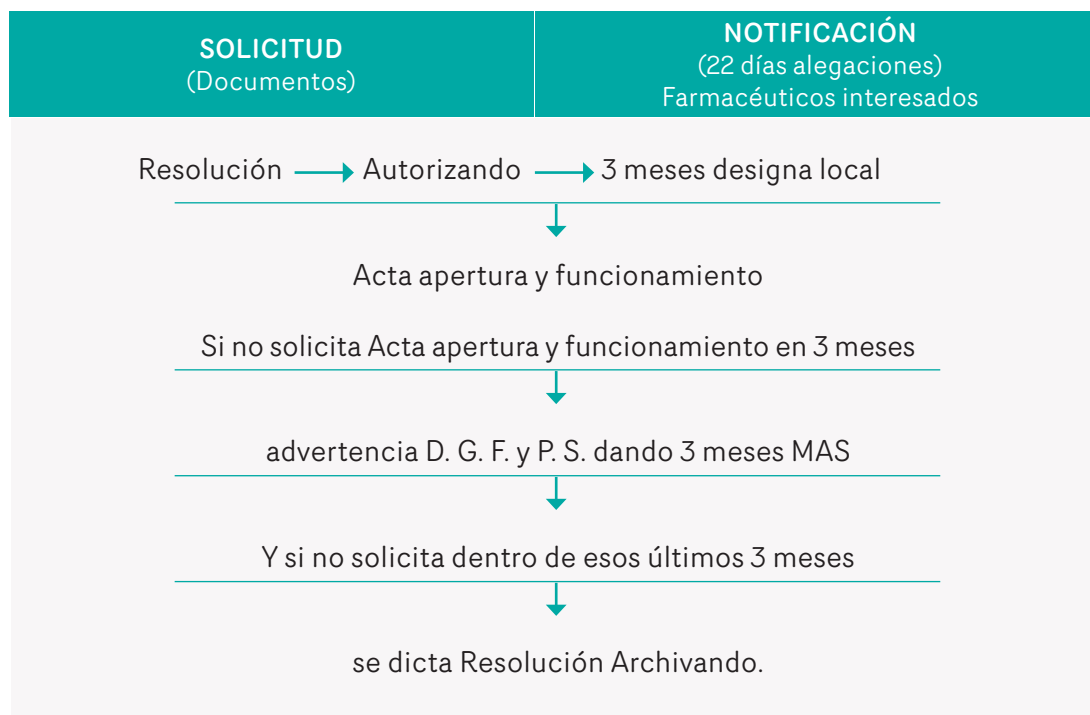 SOLICITUD
(Documentos)
NOTIFICACIÓN
(22 días alegaciones)
Farmacéuticos interesados
Resolución Autorizando 3 meses designa local
Acta apertura y funcionamiento
Si no solicita Acta apertura y funcionamiento en 3 meses
advertencia D. G. F. y P. S. dando 3 meses MAS
Y si no solicita dentro de esos últimos 3 meses
se dicta Resolución Archivando.